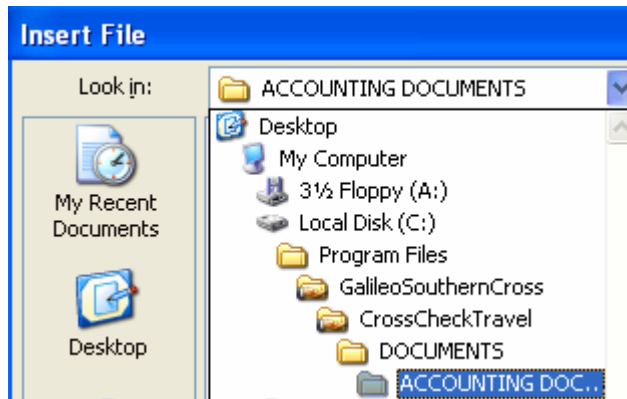 Insert File
Look in:
ACCOUNTING DOCUMENTS
My Recent
Documents
Desktop
Desktop
My Computer
3½ Floppy (A:)
Local Disk (C:)
Program Files
GalileoSouthernCross
CrossCheckTravel
DOCUMENTS
ACCOUNTING DOC..